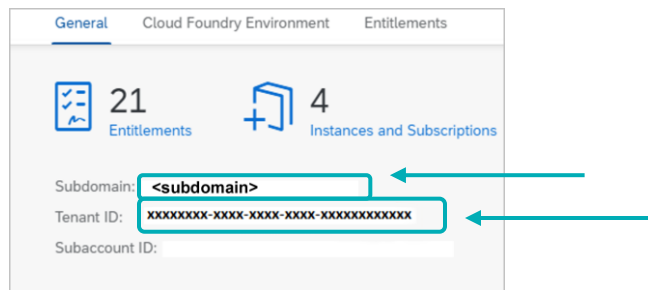 General Cloud Foundry Environment Entitlements
21 4
Entitlements Instances and Subscriptions
Subdomain: <subdomain>
Tenant ID: xxxxxxxx-xxxx-xxxx-xxxx-xxxxxxxxxxxx
Subaccount ID: